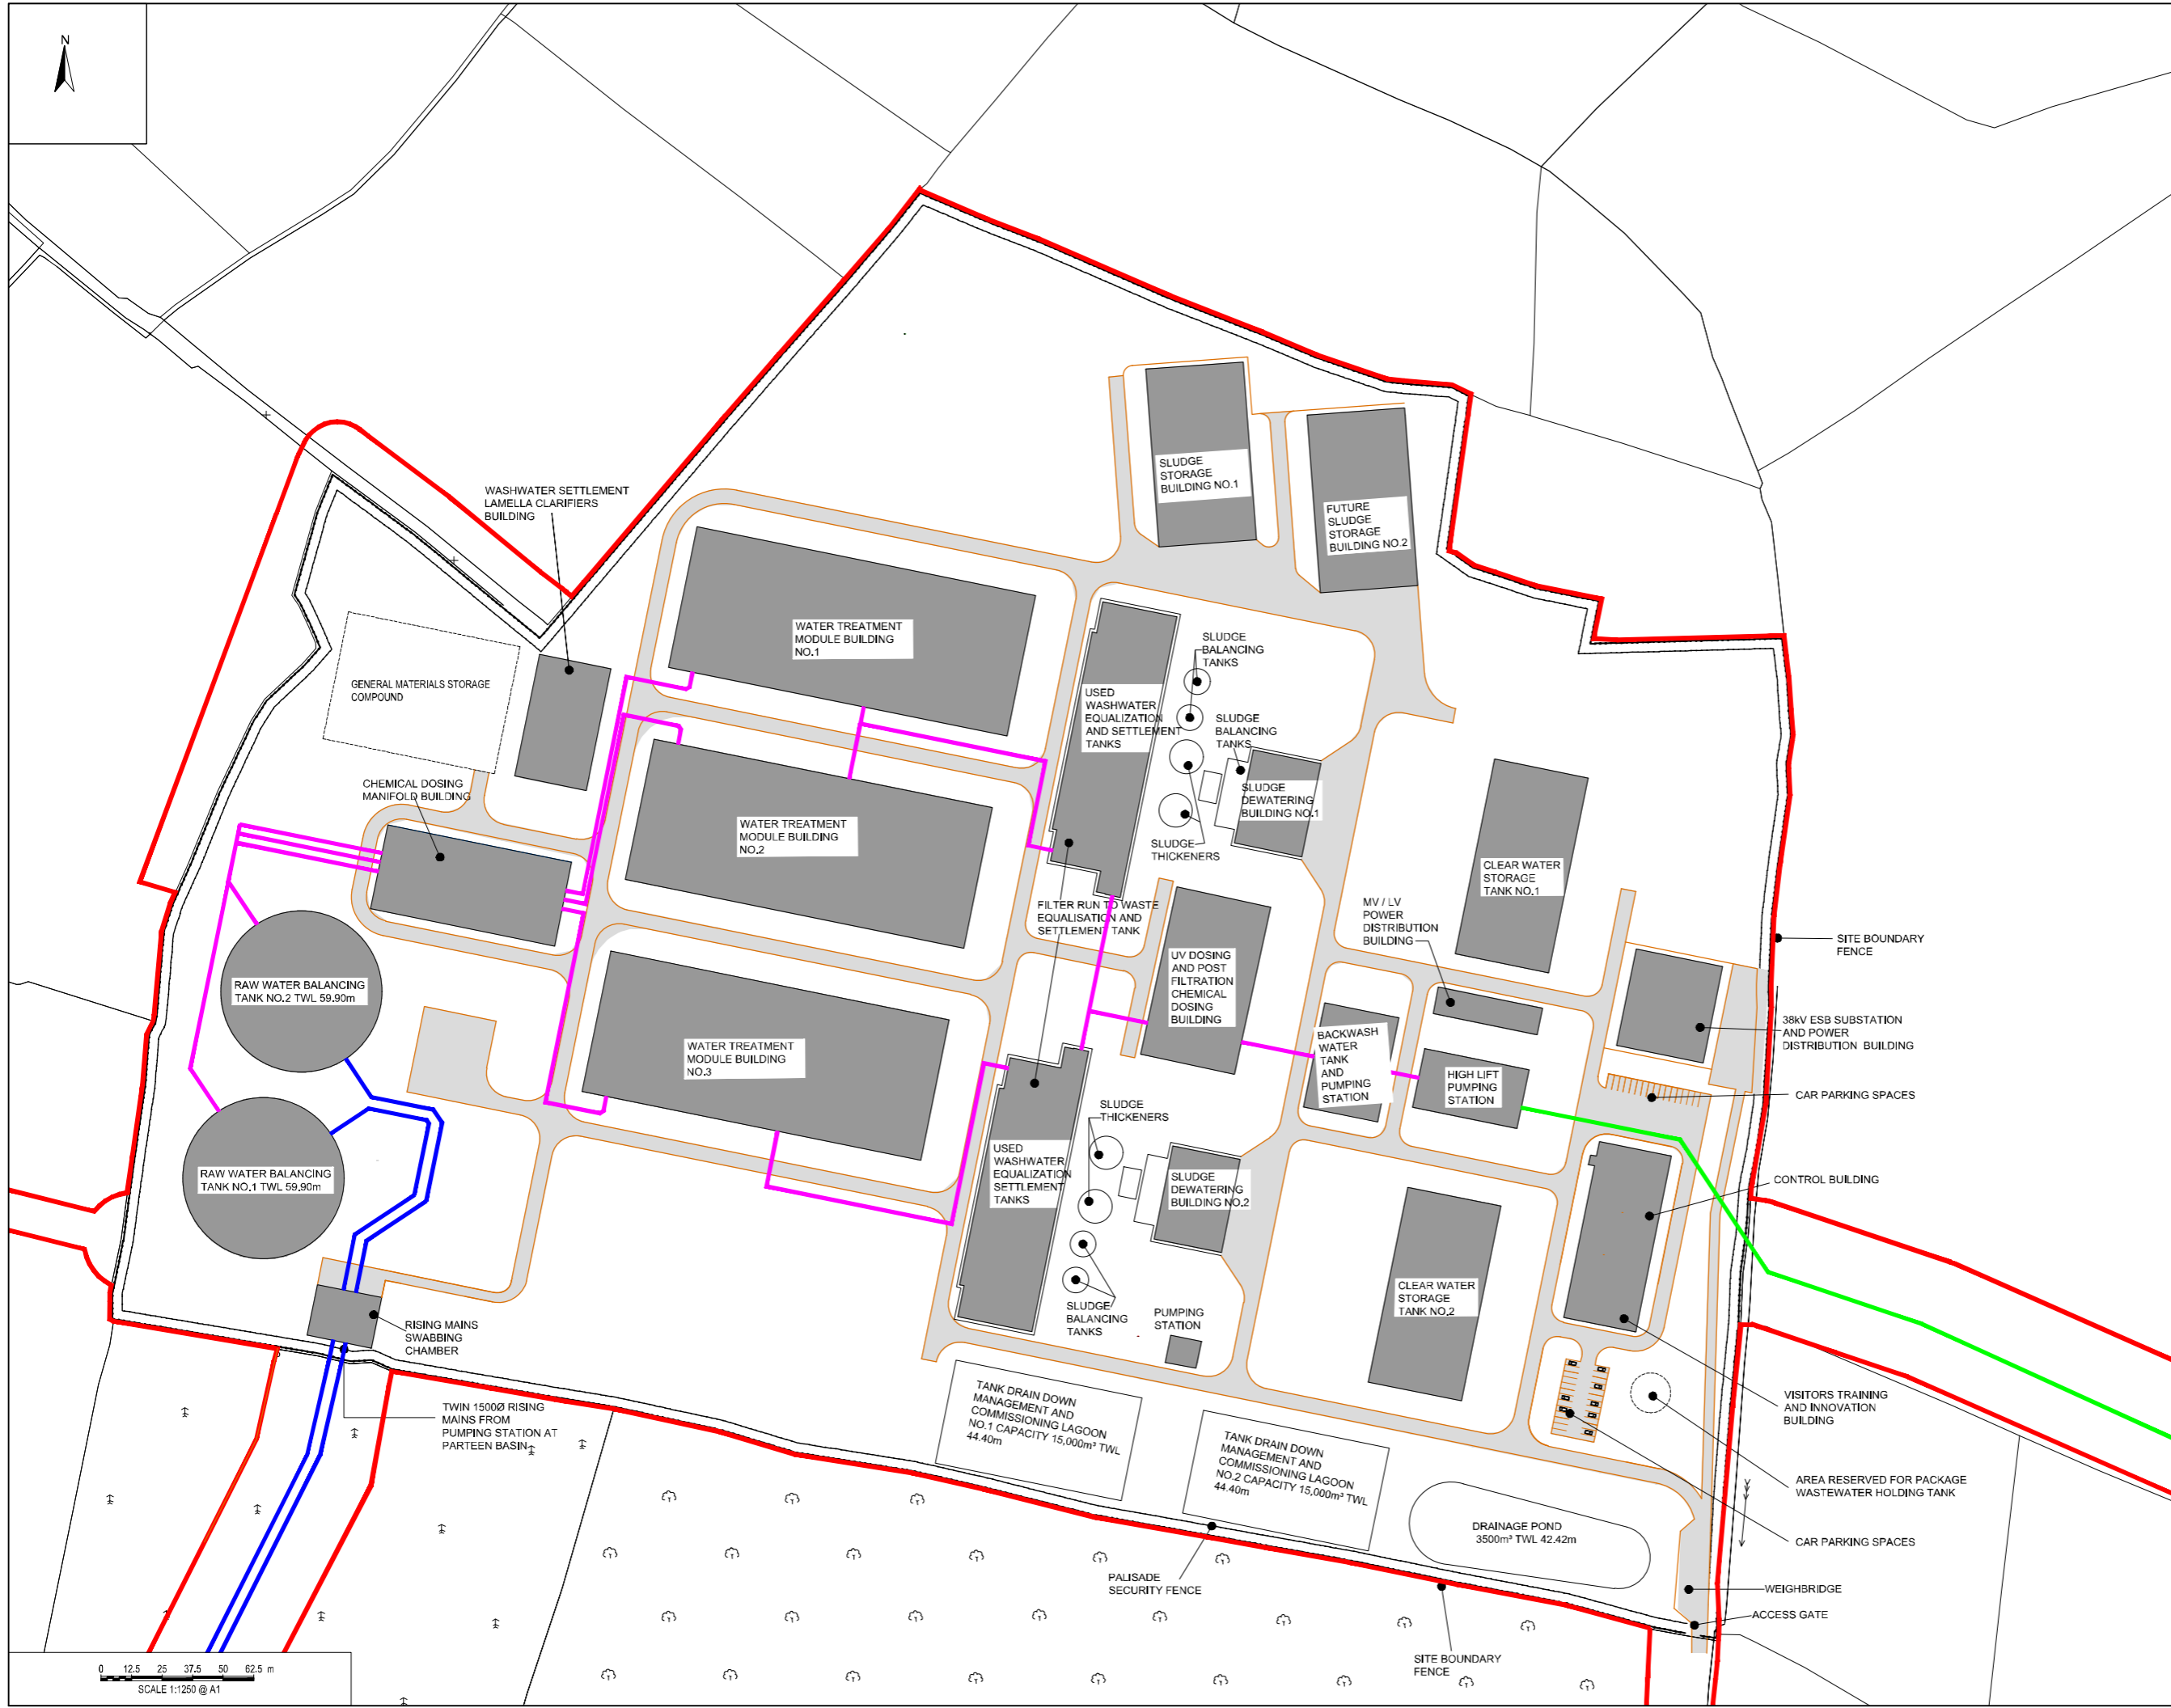 N
WASHWATER SETTLEMENT
LAMELLA CLARIFIERS
BUILDING
SLUDGE
STORAGE
BUILDING NO.1
FUTURE
SLUDGE
STORAGE
BUILDING NO.2
WATER TREATMENT
MODULE BUILDING
NO.1
SLUDGE
BALANCING
TANKS
GENERAL MATERIALS STORAGE
COMPOUND
USED
WASHWATER
EQUALIZATION
AND SETTLEMENT
TANKS
SLUDGE
BALANCING
TANKS
CHEMICAL DOSING
MANIFOLD BUILDING
SLUDGE
DEWATERING
BUILDING NO.1
WATER TREATMENT
MODULE BUILDING
NO.2
SLUDGE
THICKENERS
CLEAR WATER
STORAGE
TANK NO.1
FILTER RUN TO WASTE
EQUALISATION AND
SETTLEMENT TANK
MV / LV
POWER
DISTRIBUTION
BUILDING
SITE BOUNDARY
FENCE
UV DOSING
AND POST
FILTRATION
CHEMICAL
DOSING
BUILDING
RAW WATER BALANCING
TANK NO.2 TWL 59.90m
38kV ESB SUBSTATION
AND POWER
DISTRIBUTION BUILDING
WATER TREATMENT
MODULE BUILDING
NO.3
BACKWASH
WATER
TANK
AND
PUMPING
STATION
HIGH LIFT
PUMPING
STATION
CAR PARKING SPACES
SLUDGE
THICKENERS
RAW WATER BALANCING
TANK NO.1 TWL 59.90m
USED
WASHWATER
EQUALIZATION
SETTLEMENT
TANKS
SLUDGE
DEWATERING
BUILDING NO.2
CONTROL BUILDING
CLEAR WATER
STORAGE
TANK NO.2
SLUDGE
BALANCING
TANKS
PUMPING
STATION
RISING MAINS
SWABBING
CHAMBER
TWIN 1500Ø RISING
MAINS FROM
PUMPING STATION AT
PARTEEN BASIN
TANK DRAIN DOWN
MANAGEMENT AND
COMMISSIONING LAGOON
NO.1 CAPACITY 15,000m³ TWL
44.40m
TANK DRAIN DOWN
MANAGEMENT AND
COMMISSIONING LAGOON
NO.2 CAPACITY 15,000m³ TWL
44.40m
VISITORS TRAINING
AND INNOVATION
BUILDING
AREA RESERVED FOR PACKAGE
WASTEWATER HOLDING TANK
DRAINAGE POND
3500m³ TWL 42.42m
CAR PARKING SPACES
PALISADE
SECURITY FENCE
WEIGHBRIDGE
ACCESS GATE
SITE BOUNDARY
FENCE
0 12.5 25 37.5 50 62.5 m
SCALE 1:1250 @ A1